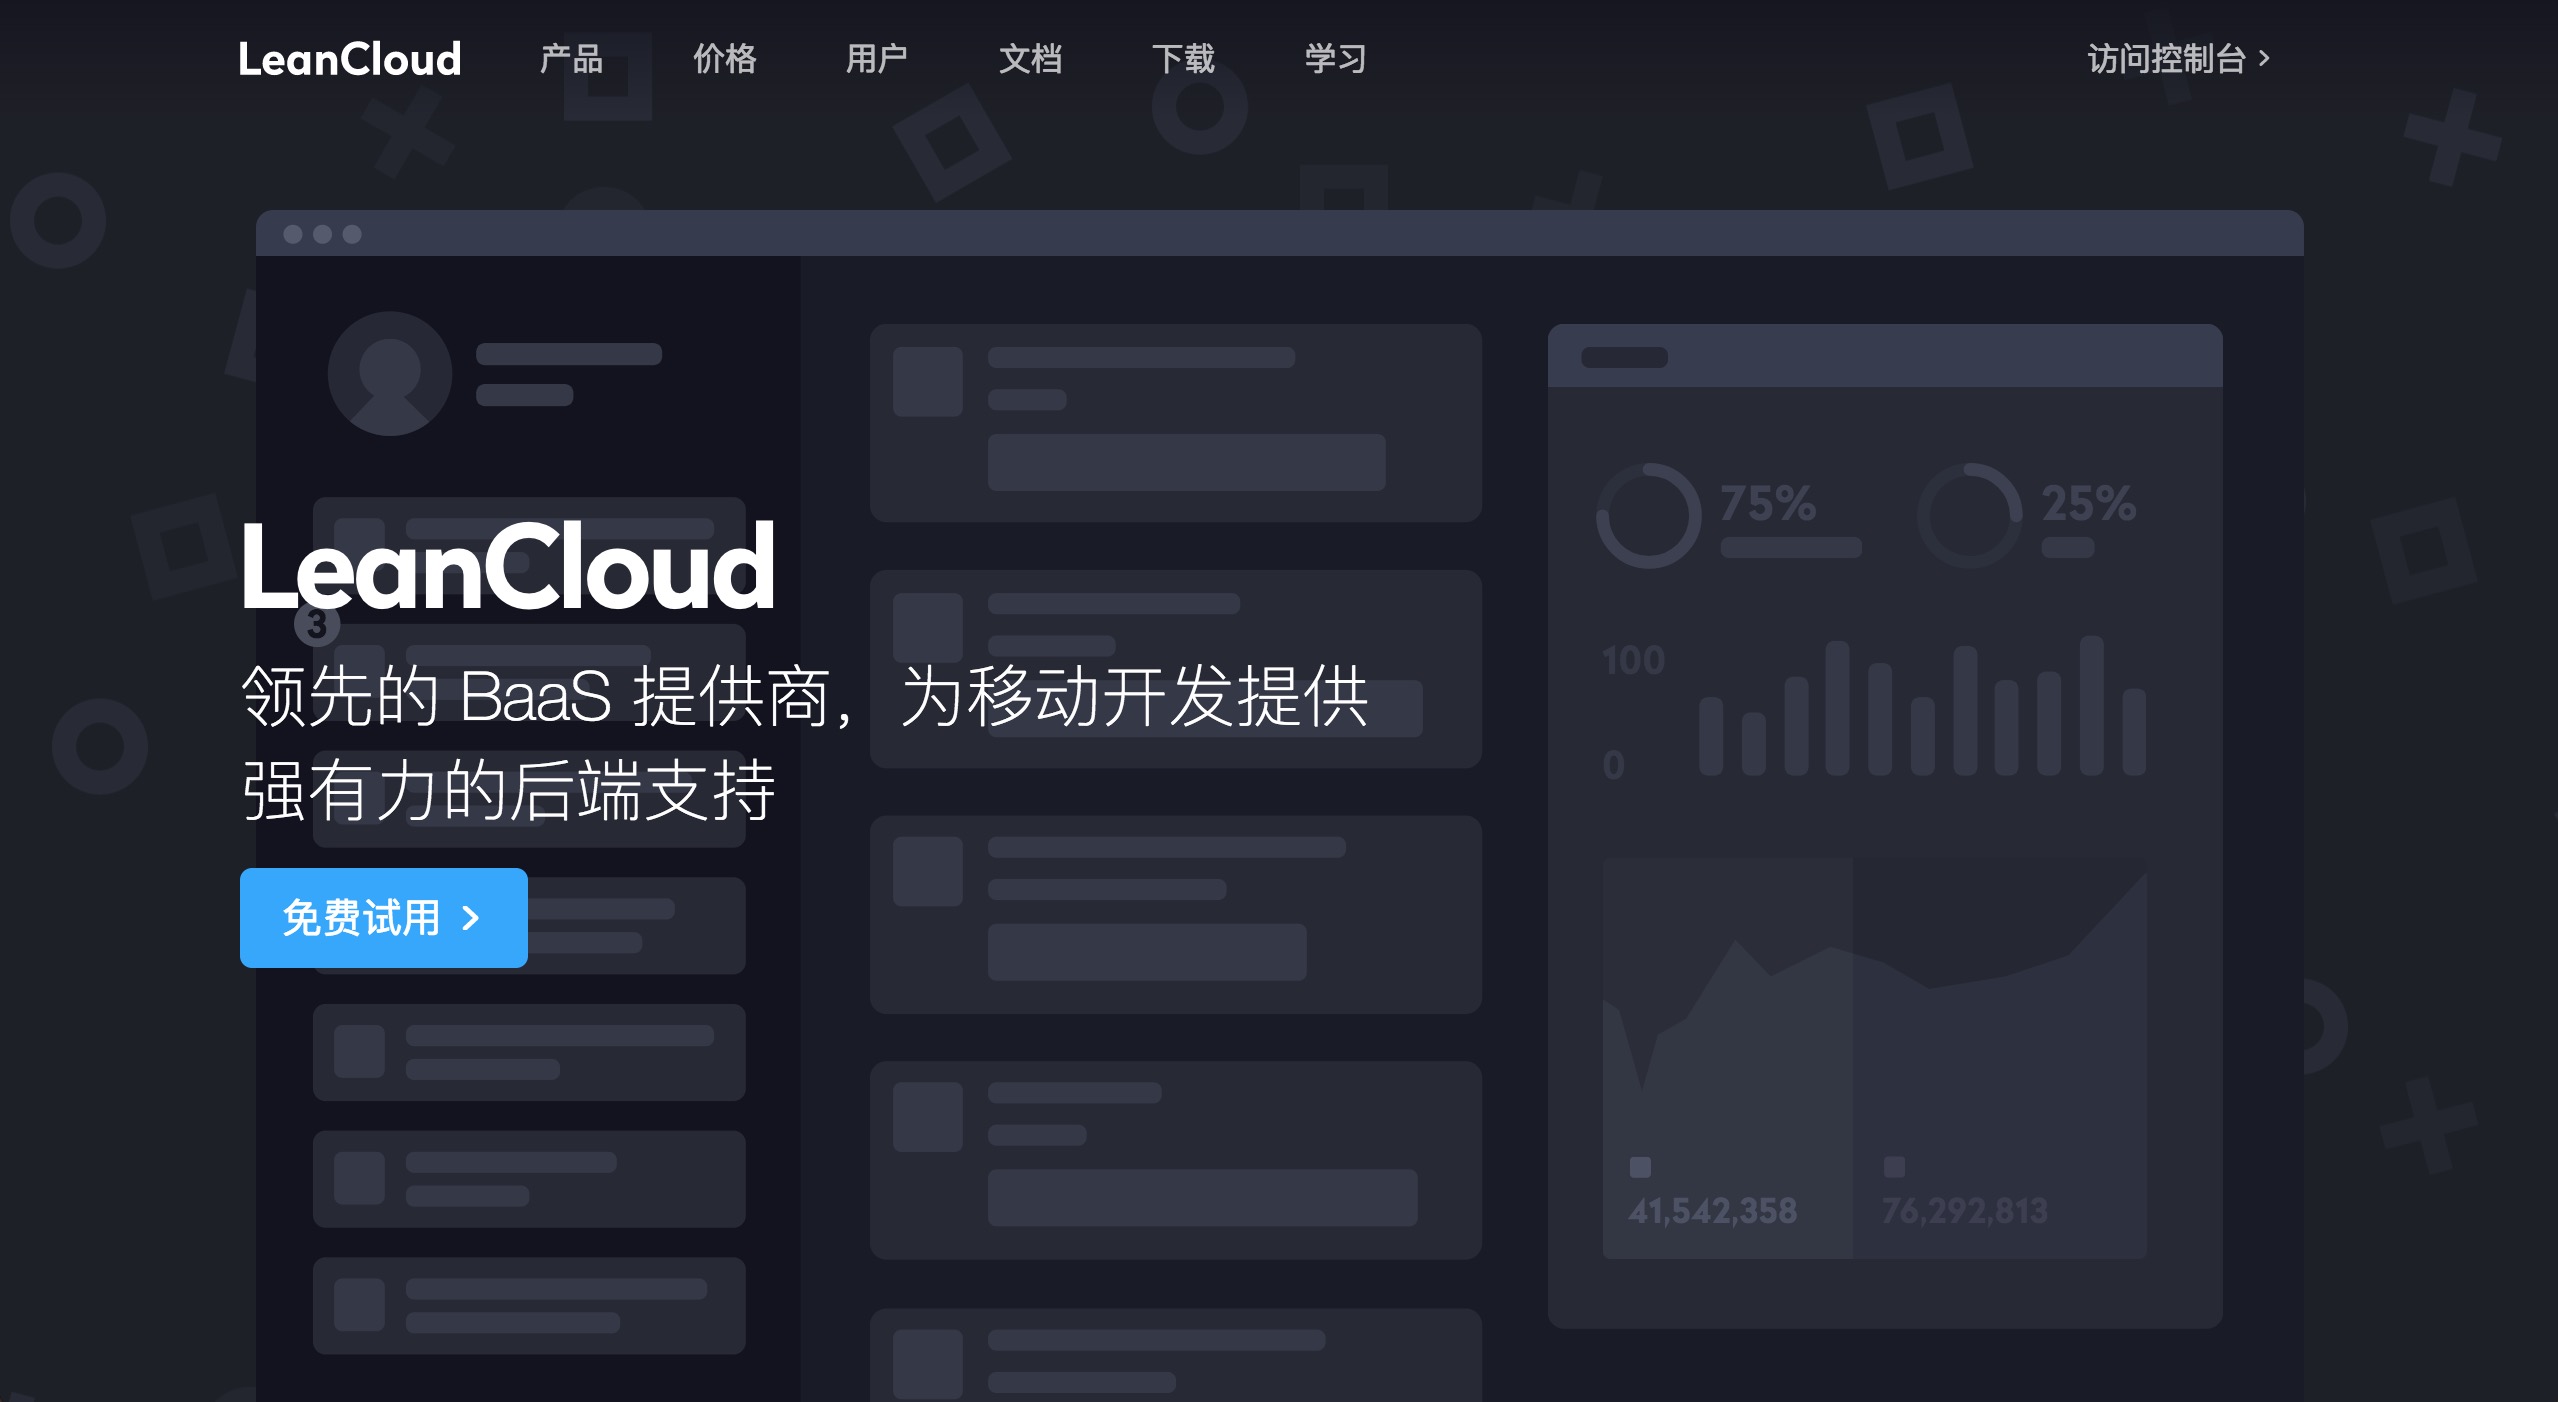 LeanCloud
产品
价格
用户
文档
下载
学习
访问控制台
75%
25%
LeanCloud
3
100
领先的 BaaS 提供商，为移动开发提供
0
强有力的后端支持
免费试用
41,542,358
76,292,813